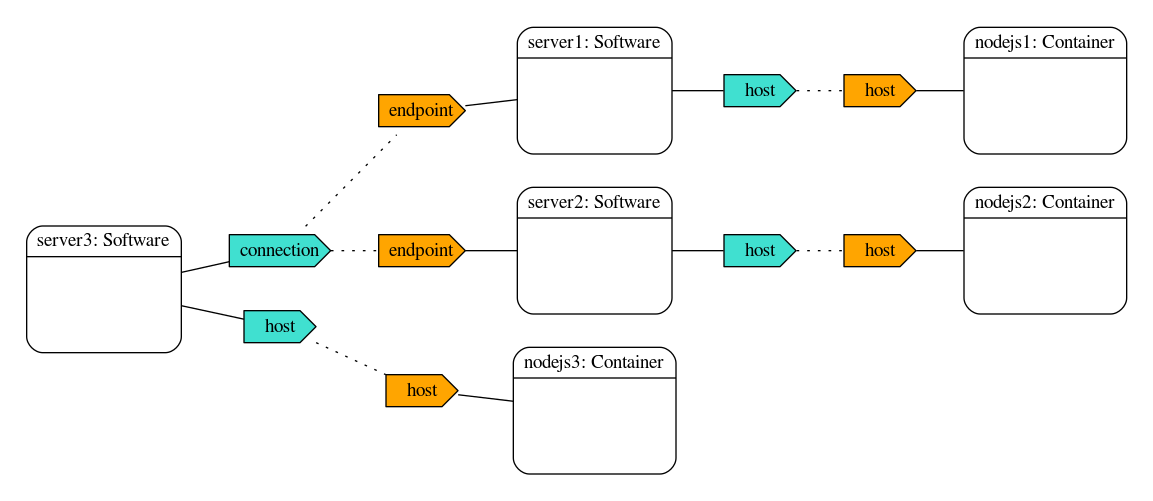 server1: Software
host
host
nodejs1: Container
endpoint
server2: Software
nodejs2: Container
server3: Software
connection
endpoint
host
host
host
nodejs3: Container
host